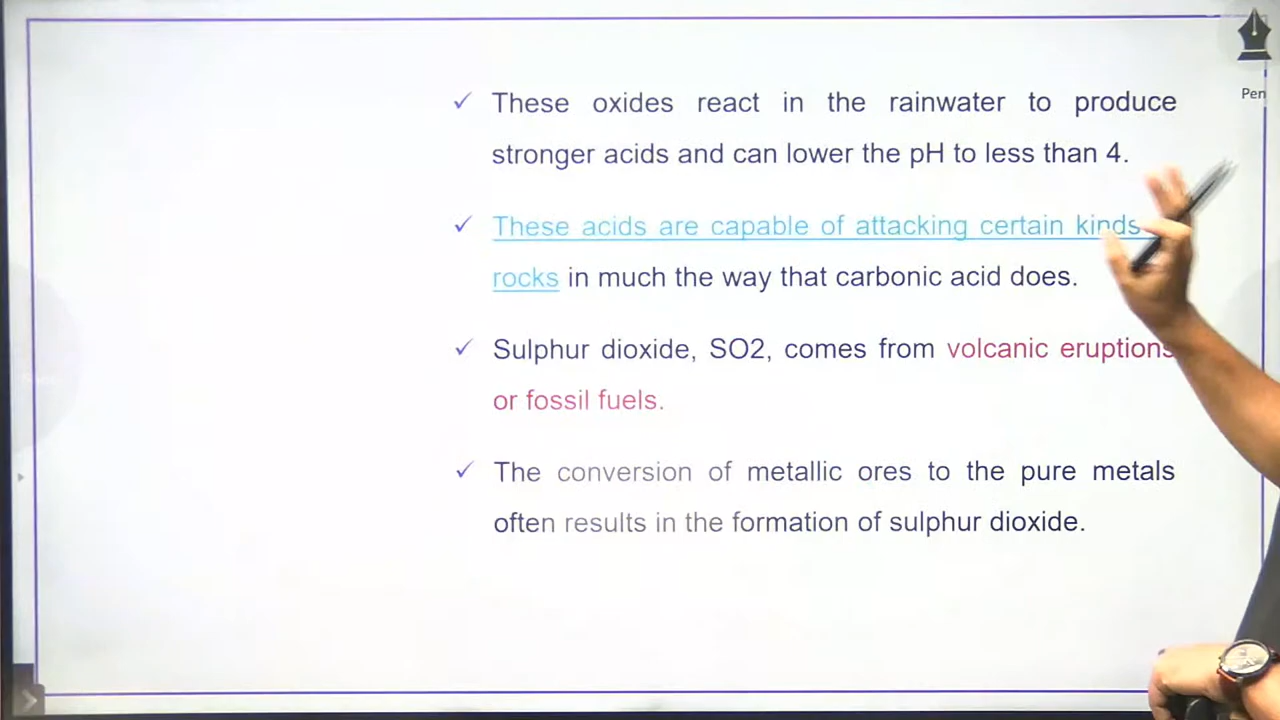 ✓ These oxides react in the rainwater to produce
stronger acids and can lower the pH to less than 4.
✓ These acids are capable of attacking certain kinds
rocks in much the way that carbonic acid does.
✓ Sulphur dioxide, SO2, comes from volcanic eruptions
or fossil fuels.
✓ The conversion of metallic ores to the pure metals
often results in the formation of sulphur dioxide.
Pen